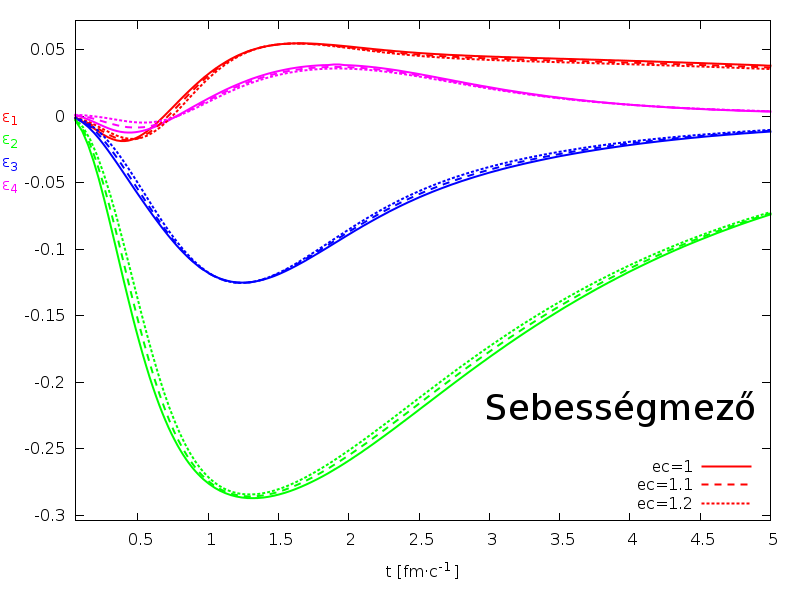 0.05
0
-0.05
-0.1
-0.15
-0.2
-0.25
-0.3
ε1
ε2
ε3
ε4
Sebességmező
ec=1
ec=1.1
ec=1.2
0.5 1 1.5 2 2.5 3 3.5 4 4.5 5
t [fm·c-1]